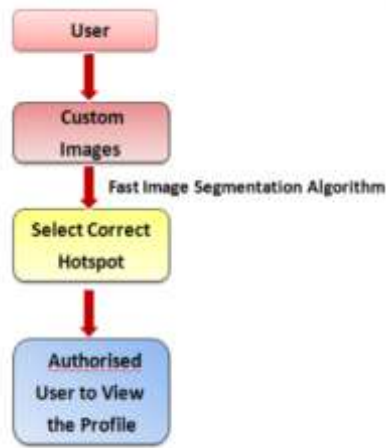 User
Custom
Images
Fast Image Segmentation Algorithm
Select Correct
Hotspot
Authorised
User to View
the Profile